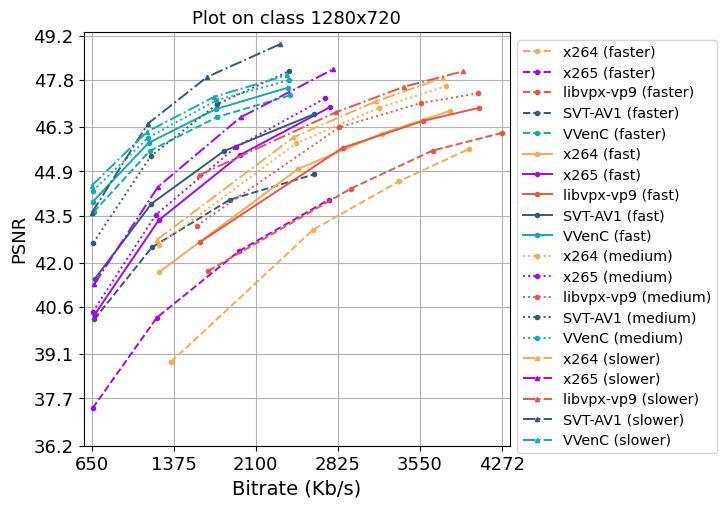 Plot on class 1280x720
PSNR
49.2
47.8
46.3
44.9
43.5
42.0
40.6
39.1
37.7
36.2
650 1375 2100 2825 3550 4272
Bitrate (Kb/s)
x264 (faster)
x265 (faster)
libvpx-vp9 (faster)
SVT-AV1 (faster)
VVenC (faster)
x264 (fast)
x265 (fast)
libvpx-vp9 (fast)
SVT-AV1 (fast)
VVenC (fast)
x264 (medium)
x265 (medium)
libvpx-vp9 (medium)
SVT-AV1 (medium)
VVenC (medium)
x264 (slower)
x265 (slower)
libvpx-vp9 (slower)
SVT-AV1 (slower)
VVenC (slower)